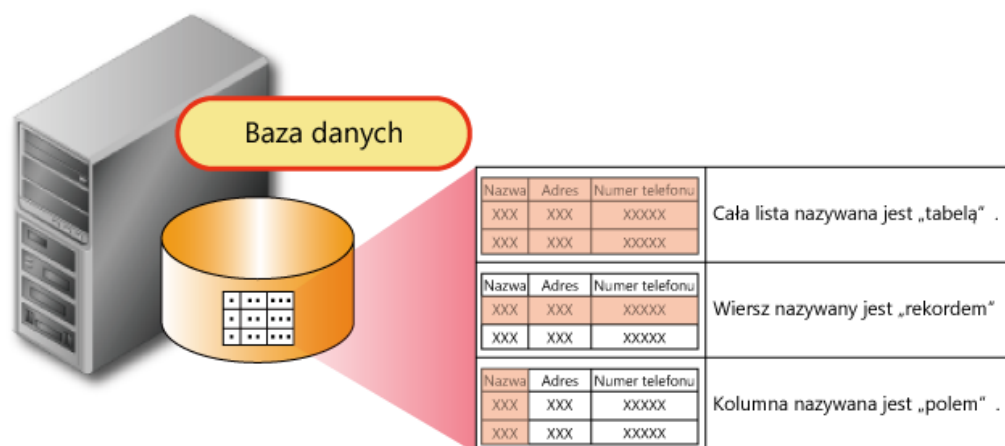 Baza danych
Nazwa Adres Numer telefonu
XXX XXX XXXXX
XXX XXX XXXXX
Cała lista nazywana jest „tabelą“ .
Nazwa Adres Numer telefonu
XXX XXX XXXXX
XXX XXX XXXXX
Wiersz nazywany jest „rekordem“
Nazwa Adres Numer telefonu
XXX XXX XXXXX
XXX XXX XXXXX
Kolumna nazywana jest „polem“ .